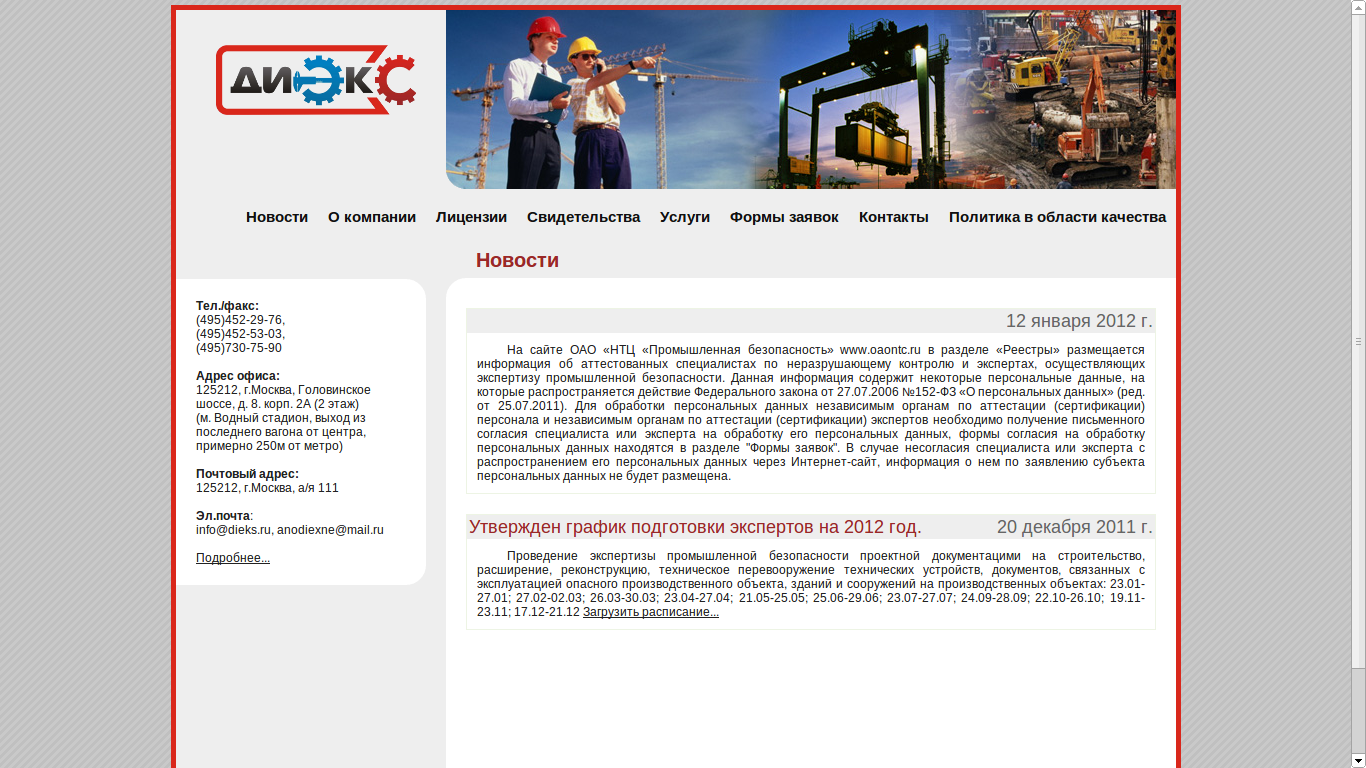 ДИЭКС
Новости О компании Лицензии Свидетельства Услуги Формы заявок Контакты Политика в области качества
Новости
Тел./факс:
(495)452-29-76,
(495)452-53-03,
(495)730-75-90
Адрес офиса:
125212, г.Москва, Головинское
шоссе, д. 8. корп. 2А (2 этаж)
(м. Водный стадион, выход из
последнего вагона от центра,
примерно 250м от метро)
Почтовый адрес:
125212, г.Москва, а/я 111
Эл.почта:
info@dieks.ru, anodiexne@mail.ru
Подробнее...
12 января 2012 г.
На сайте ОАО «НТЦ «Промышленная безопасность» www.oaontc.ru в разделе «Реестры» размещается
информация об аттестованных специалистах по неразрушающему контролю и экспертах, осуществляющих
экспертизу промышленной безопасности. Данная информация содержит некоторые персональные данные, на
которые распространяется действие Федерального закона от 27.07.2006 №152-ФЗ «О персональных данных» (ред.
от 25.07.2011). Для обработки персональных данных независимым органам по аттестации (сертификации)
персонала и независимым органам по аттестации (сертификации) экспертов необходимо получение письменного
согласия специалиста или эксперта на обработку его персональных данных, формы согласия на обработку
персональных данных находятся в разделе "Формы заявок". В случае несогласия специалиста или эксперта с
распространением его персональных данных через Интернет-сайт, информация о нем по заявлению субъекта
персональных данных не будет размещена.
Утвержден график подготовки экспертов на 2012 год. 20 декабря 2011 г.
Проведение экспертизы промышленной безопасности проектной документацими на строительство,
расширение, реконструкцию, техническое перевооружение технических устройств, документов, связанных с
эксплуатацией опасного производственного объекта, зданий и сооружений на производственных объектах: 23.01-
27.01; 27.02-02.03; 26.03-30.03; 23.04-27.04; 21.05-25.05; 25.06-29.06; 23.07-27.07; 24.09-28.09; 22.10-26.10; 19.11-
23.11; 17.12-21.12 Загрузить расписание...